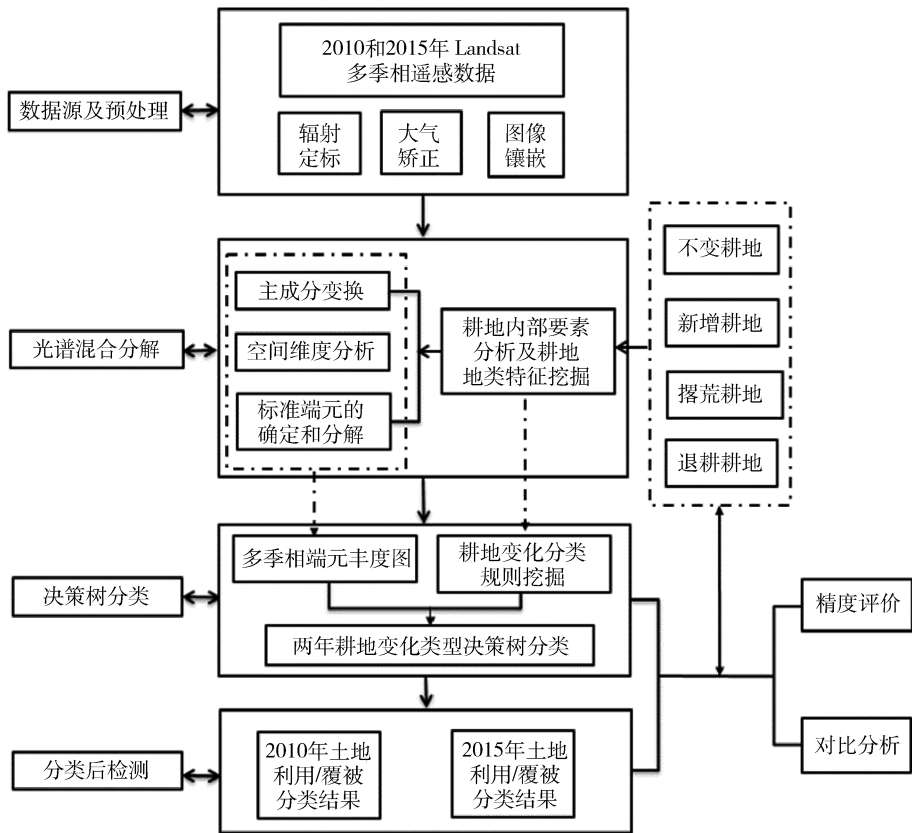 2010和2015年 Landsat
多季相遥感数据
数据源及预处理
辐射
定标
大气
矫正
图像
镶嵌
不变耕地
新增耕地
撂荒耕地
退耕耕地
光谱混合分解
主成分变换
空间维度分析
标准端元的
确定和分解
耕地内部要素
分析及耕地
地类特征挖掘
决策树分类
多季相端元丰度图
耕地变化分类
规则挖掘
两年耕地变化类型决策树分类
精度评价
对比分析
分类后检测
2010年土地
利用/覆被
分类结果
2015年土地
利用/覆被
分类结果